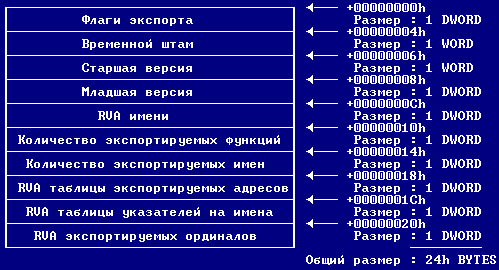 +00000000h
Флаги экспорта Размер : 1 DWORD
+00000004h
Временной штам Размер : 1 WORD
+00000006h
Старшая версия Размер : 1 WORD
+00000008h
Младшая версия Размер : 1 DWORD
+0000000Ch
RVA имени Размер : 1 DWORD
+00000010h
Количество экспортируемых функций Размер : 1 DWORD
+00000014h
Количество экспортируемых имен Размер : 1 DWORD
+00000018h
RVA таблицы экспортируемых адресов Размер : 1 DWORD
+0000001Ch
RVA таблицы указателей на имена Размер : 1 DWORD
+00000020h
RVA экспортируемых ординалов Размер : 1 DWORD
Общий размер : 24h BYTES